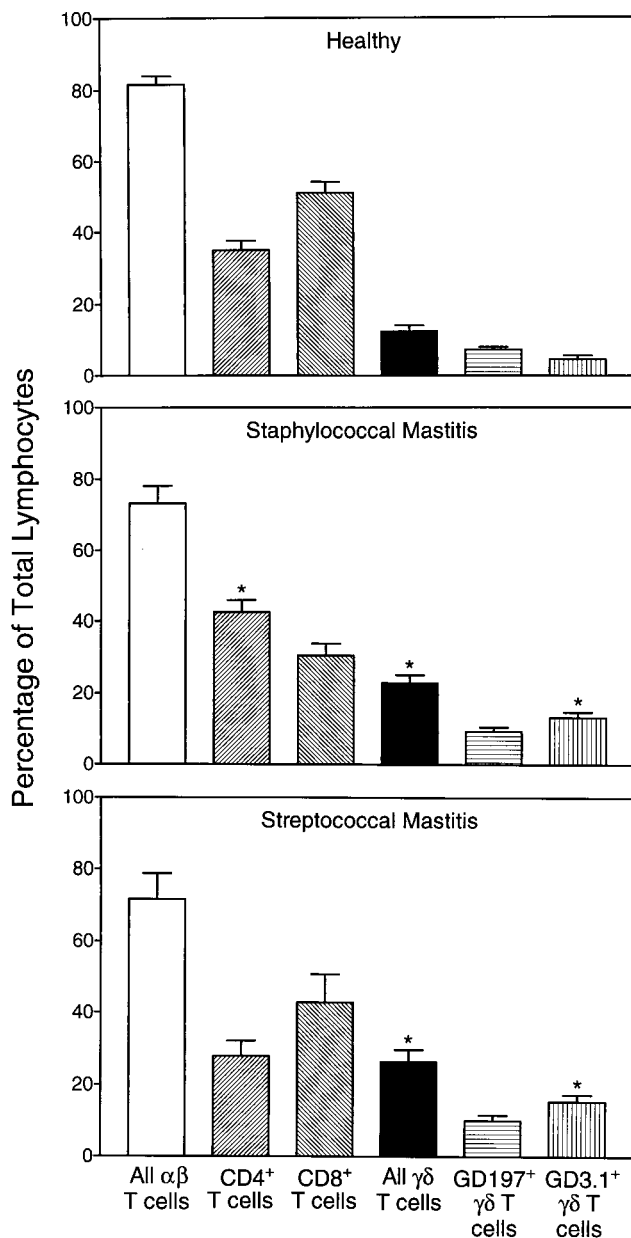 Percentage of Total Lymphocytes
Healthy
100
80
60
40
20
0
Staphylococcal Mastitis
100
80
60
40
20
0
*
*
*
Streptococcal Mastitis
100
80
60
40
20
0
*
*
All αβ
T cells
CD4⁺
T cells
CD8⁺
T cells
All γδ
T cells
GD197⁺
γδ T
cells
GD3.1⁺
γδ T
cells